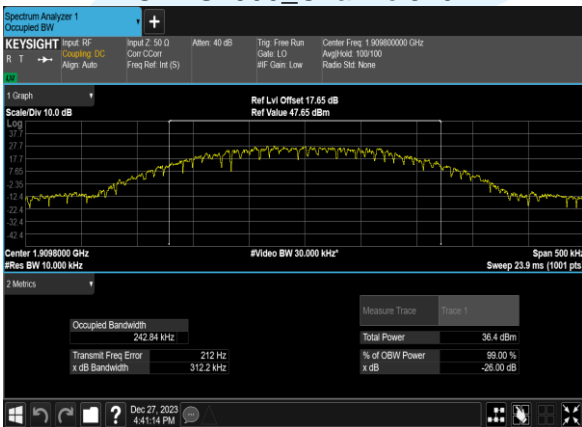 Spectrum Analyzer 1
Occupied BW
+
KEYSIGHT Input: RF Input Z: 50 Ω Atten: 40 dB Trig: Free Run Center Freq: 1.909800000 GHz
R T Coupling: DC Corr CCorr Gate: LO Avg|Hold: 100/100
Align: Auto Freq Ref: Int (S) #IF Gain: Low Radio Std: None
LW
1 Graph
Ref Lvl Offset 17.65 dB
Scale/Div 10.0 dB Ref Value 47.65 dBm
Log
37.7
27.7
17.7
7.65
-2.35
-12.4
-22.4
-32.4
-42.4
Center 1.9098000 GHz #Video BW 30.000 kHz* Span 500 kHz
#Res BW 10.000 kHz Sweep 23.9 ms (1001 pts)
2 Metrics
Measure Trace Trace 1
Occupied Bandwidth
242.84 kHz Total Power 36.4 dBm
Transmit Freq Error 212 Hz % of OBW Power 99.00 %
x dB Bandwidth 312.2 kHz x dB -26.00 dB
? Dec 27, 2023
4:41:14 PM